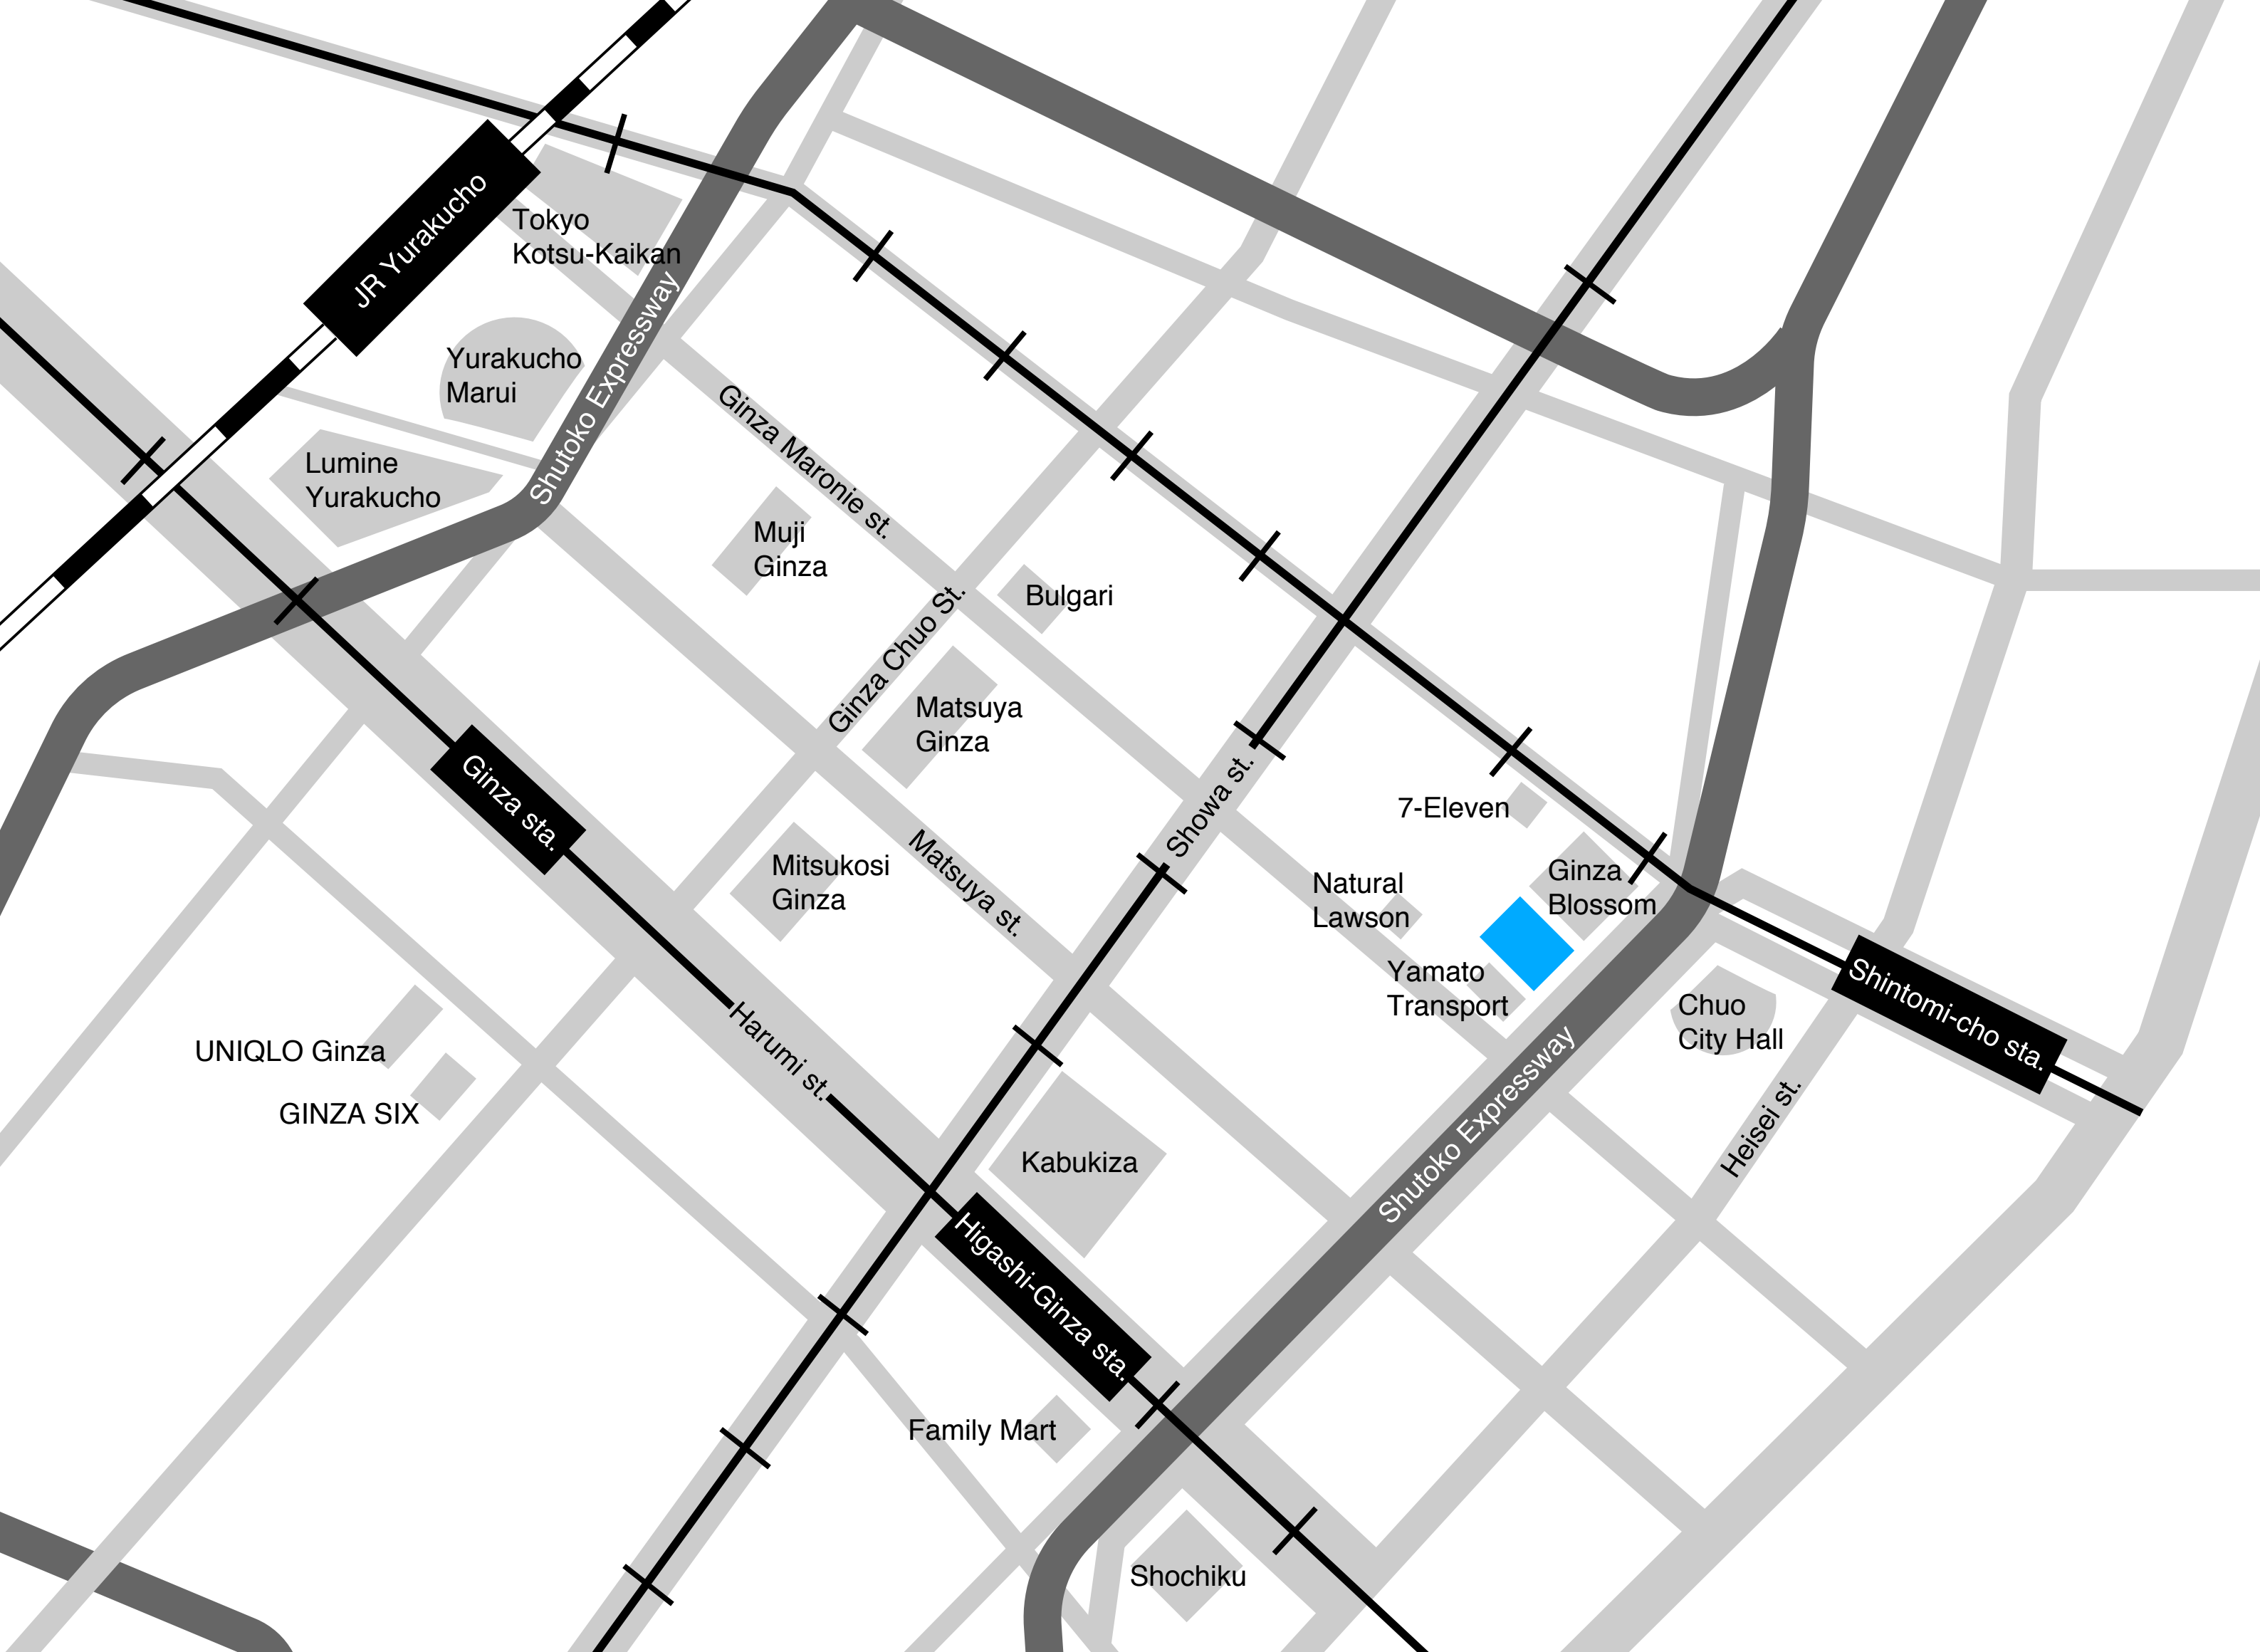 JR Yurakucho
Tokyo
Kotsu-Kaikan
Yurakucho
Marui
Shutoko Expressway
Lumine
Yurakucho
Ginza Maronie st.
Muji
Ginza
Bulgari
Ginza Chuo St.
Matsuya
Ginza
Ginza sta.
Showa st.
7-Eleven
Mitsukosi
Ginza
Matsuya st.
Natural
Lawson
Ginza
Blossom
Yamato
Transport
Chuo
City Hall
Shintomi-cho sta.
UNIQLO Ginza
GINZA SIX
Harumi st.
Shutoko Expressway
Heisei st.
Kabukiza
Higashi-Ginza sta.
Family Mart
Shochiku